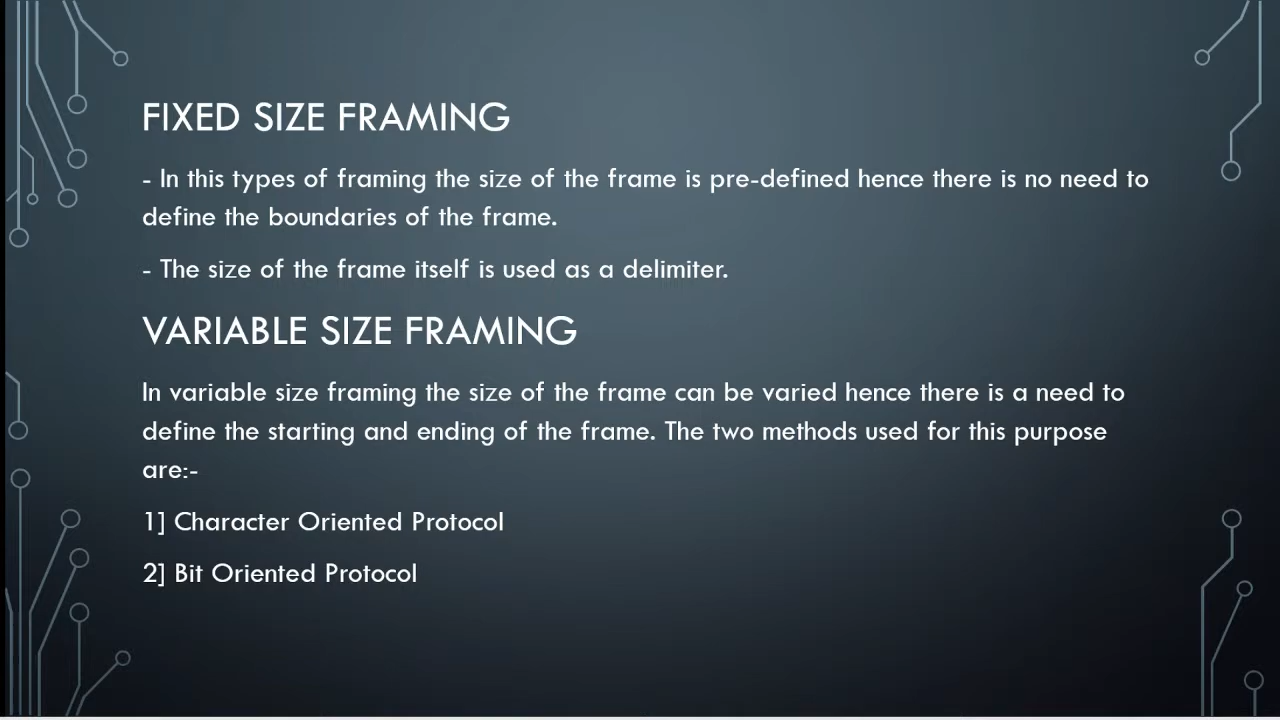 FIXED SIZE FRAMING
- In this types of framing the size of the frame is pre-defined hence there is no need to
define the boundaries of the frame.
- The size of the frame itself is used as a delimiter.
VARIABLE SIZE FRAMING
In variable size framing the size of the frame can be varied hence there is a need to
define the starting and ending of the frame. The two methods used for this purpose
are:-
1] Character Oriented Protocol
2] Bit Oriented Protocol